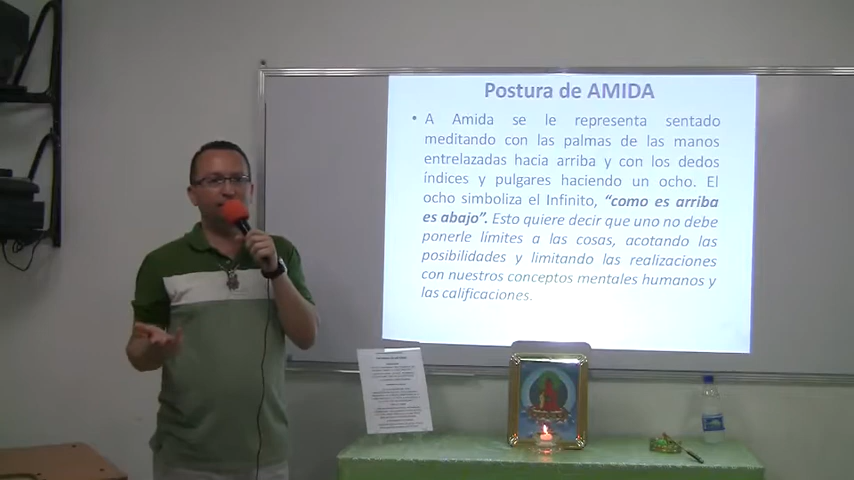 Postura de AMIDA
• A Amida se le representa sentado
meditando con las palmas de las manos
entrelazadas hacia arriba y con los dedos
índices y pulgares haciendo un ocho. El
ocho simboliza el Infinito, “como es arriba
es abajo”. Esto quiere decir que uno no debe
ponerle límites a las cosas, acotando las
posibilidades y limitando las realizaciones
con nuestros conceptos mentales humanos y
las calificaciones.